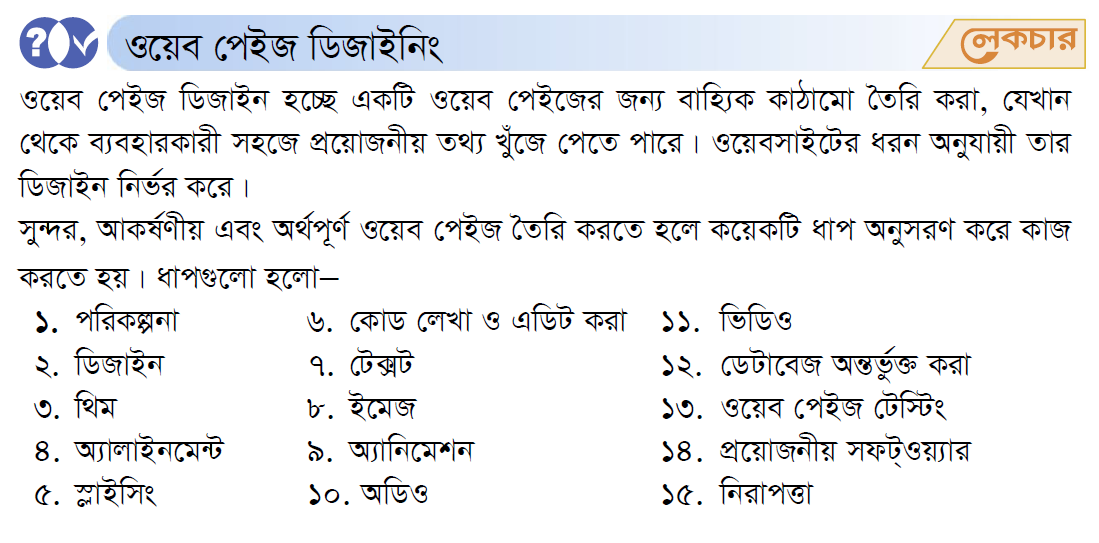 ওয়েব পেইজ ডিজাইনিং
লেকচার
ওয়েব পেইজ ডিজাইন হচ্ছে একটি ওয়েব পেইজের জন্য বাহ্যিক কাঠামো তৈরি করা, যেখান
থেকে ব্যবহারকারী সহজে প্রয়োজনীয় তথ্য খুঁজে পেতে পারে। ওয়েবসাইটের ধরন অনুযায়ী তার
ডিজাইন নির্ভর করে।
সুন্দর, আকর্ষণীয় এবং অর্থপূর্ণ ওয়েব পেইজ তৈরি করতে হলে কয়েকটি ধাপ অনুসরণ করে কাজ
করতে হয়। ধাপগুলো হলো–
১. পরিকল্পনা
২. ডিজাইন
৩. থিম
৪. অ্যালাইনমেন্ট
৫. স্লাইসিং
৬. কোড লেখা ও এডিট করা
৭. টেক্সট
৮. ইমেজ
৯. অ্যানিমেশন
১০. অডিও
১১. ভিডিও
১২. ডেটাবেজ অন্তর্ভুক্ত করা
১৩. ওয়েব পেইজ টেস্টিং
১৪. প্রয়োজনীয় সফট্‌ওয়্যার
১৫. নিরাপত্তা